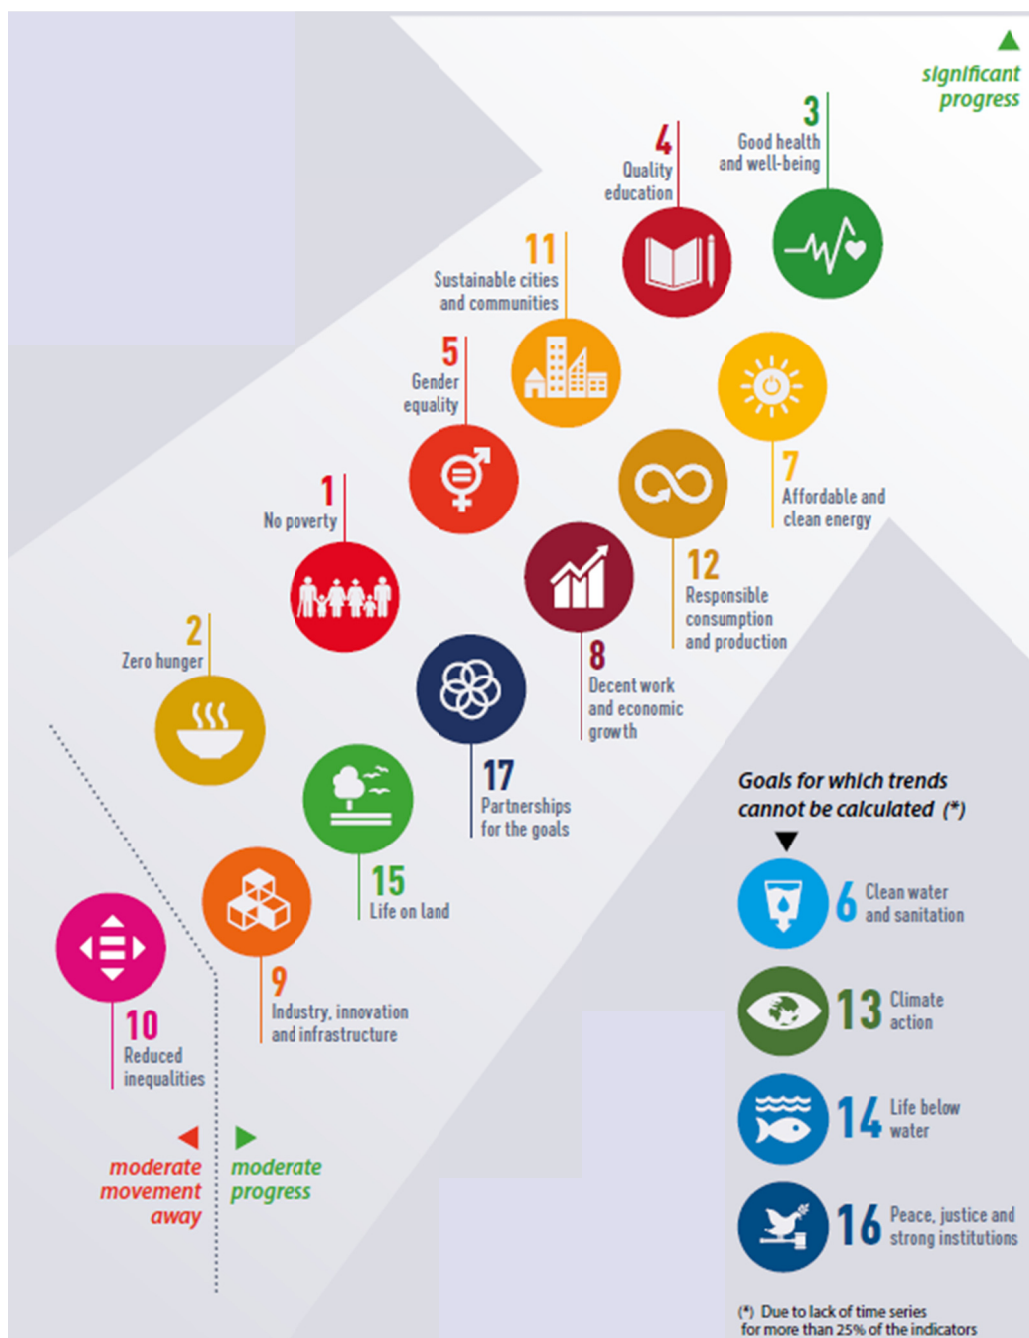 significant
progress
3
Good health
and well-being
4
Quality
education
11
Sustainable cities
and communities
5
Gender
equality
7
Affordable and
clean energy
1
No poverty
12
Responsible
consumption
and production
2
Zero hunger
8
Decent work
and economic
growth
17
Partnerships
for the goals
15
Life on land
9
Industry, innovation
and infrastructure
10
Reduced
inequalities
moderate
movement
away
moderate
progress
Goals for which trends
cannot be calculated (*)
6 Clean water
and sanitation
13 Climate
action
14 Life below
water
16 Peace, justice and
strong institutions
(*) Due to lack of time series
for more than 25% of the indicators